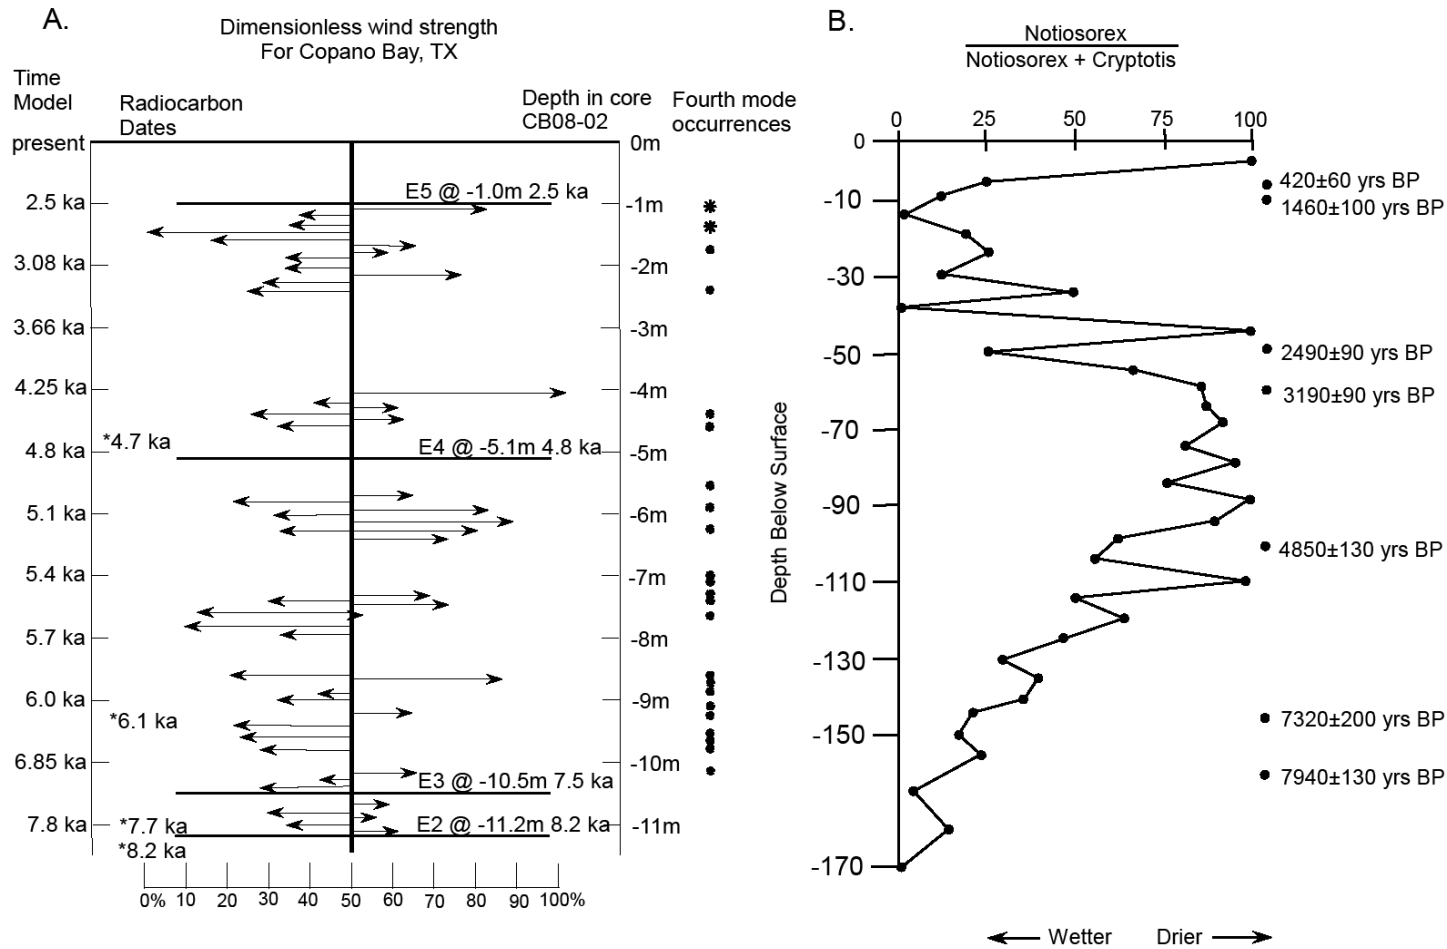 A.
Dimensionless wind strength
For Copano Bay, TX
Time
Model
Radiocarbon
Dates
Depth in core
CB08-02
Fourth mode
occurrences
present
0m
E5 @ -1.0m 2.5 ka
2.5 ka
-1m
3.08 ka
-2m
3.66 ka
-3m
4.25 ka
-4m
*4.7 ka
E4 @ -5.1m 4.8 ka
4.8 ka
-5m
5.1 ka
-6m
5.4 ka
-7m
5.7 ka
-8m
6.0 ka
-9m
*6.1 ka
6.85 ka
-10m
E3 @ -10.5m 7.5 ka
7.8 ka
*7.7 ka
E2 @ -11.2m 8.2 ka
-11m
*8.2 ka
0% 10 20 30 40 50 60 70 80 90 100%
B.
Notiosorex
Notiosorex + Cryptotis
0 25 50 75 100
Depth Below Surface
0
-10
-30
-50
-70
-90
-110
-130
-150
-170
420±60 yrs BP
1460±100 yrs BP
2490±90 yrs BP
3190±90 yrs BP
4850±130 yrs BP
7320±200 yrs BP
7940±130 yrs BP
Wetter Drier